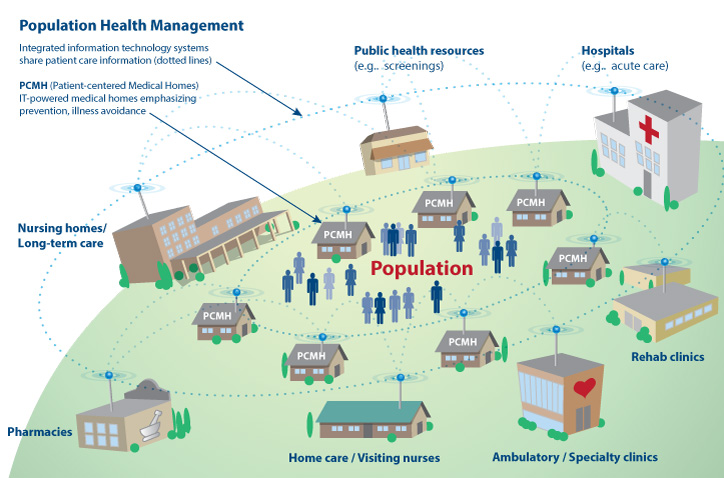 Population Health Management
Integrated information technology systems
share patient care information (dotted lines)
PCMH (Patient-centered Medical Homes)
IT-powered medical homes emphasizing
prevention, illness avoidance
Public health resources
(e.g.. screenings)
Hospitals
(e.g.. acute care)
Nursing homes/
Long-term care
PCMH
PCMH
PCMH
PCMH
Population
PCMH
PCMH
PCMH
Rehab clinics
Pharmacies
Home care / Visiting nurses
Ambulatory / Specialty clinics